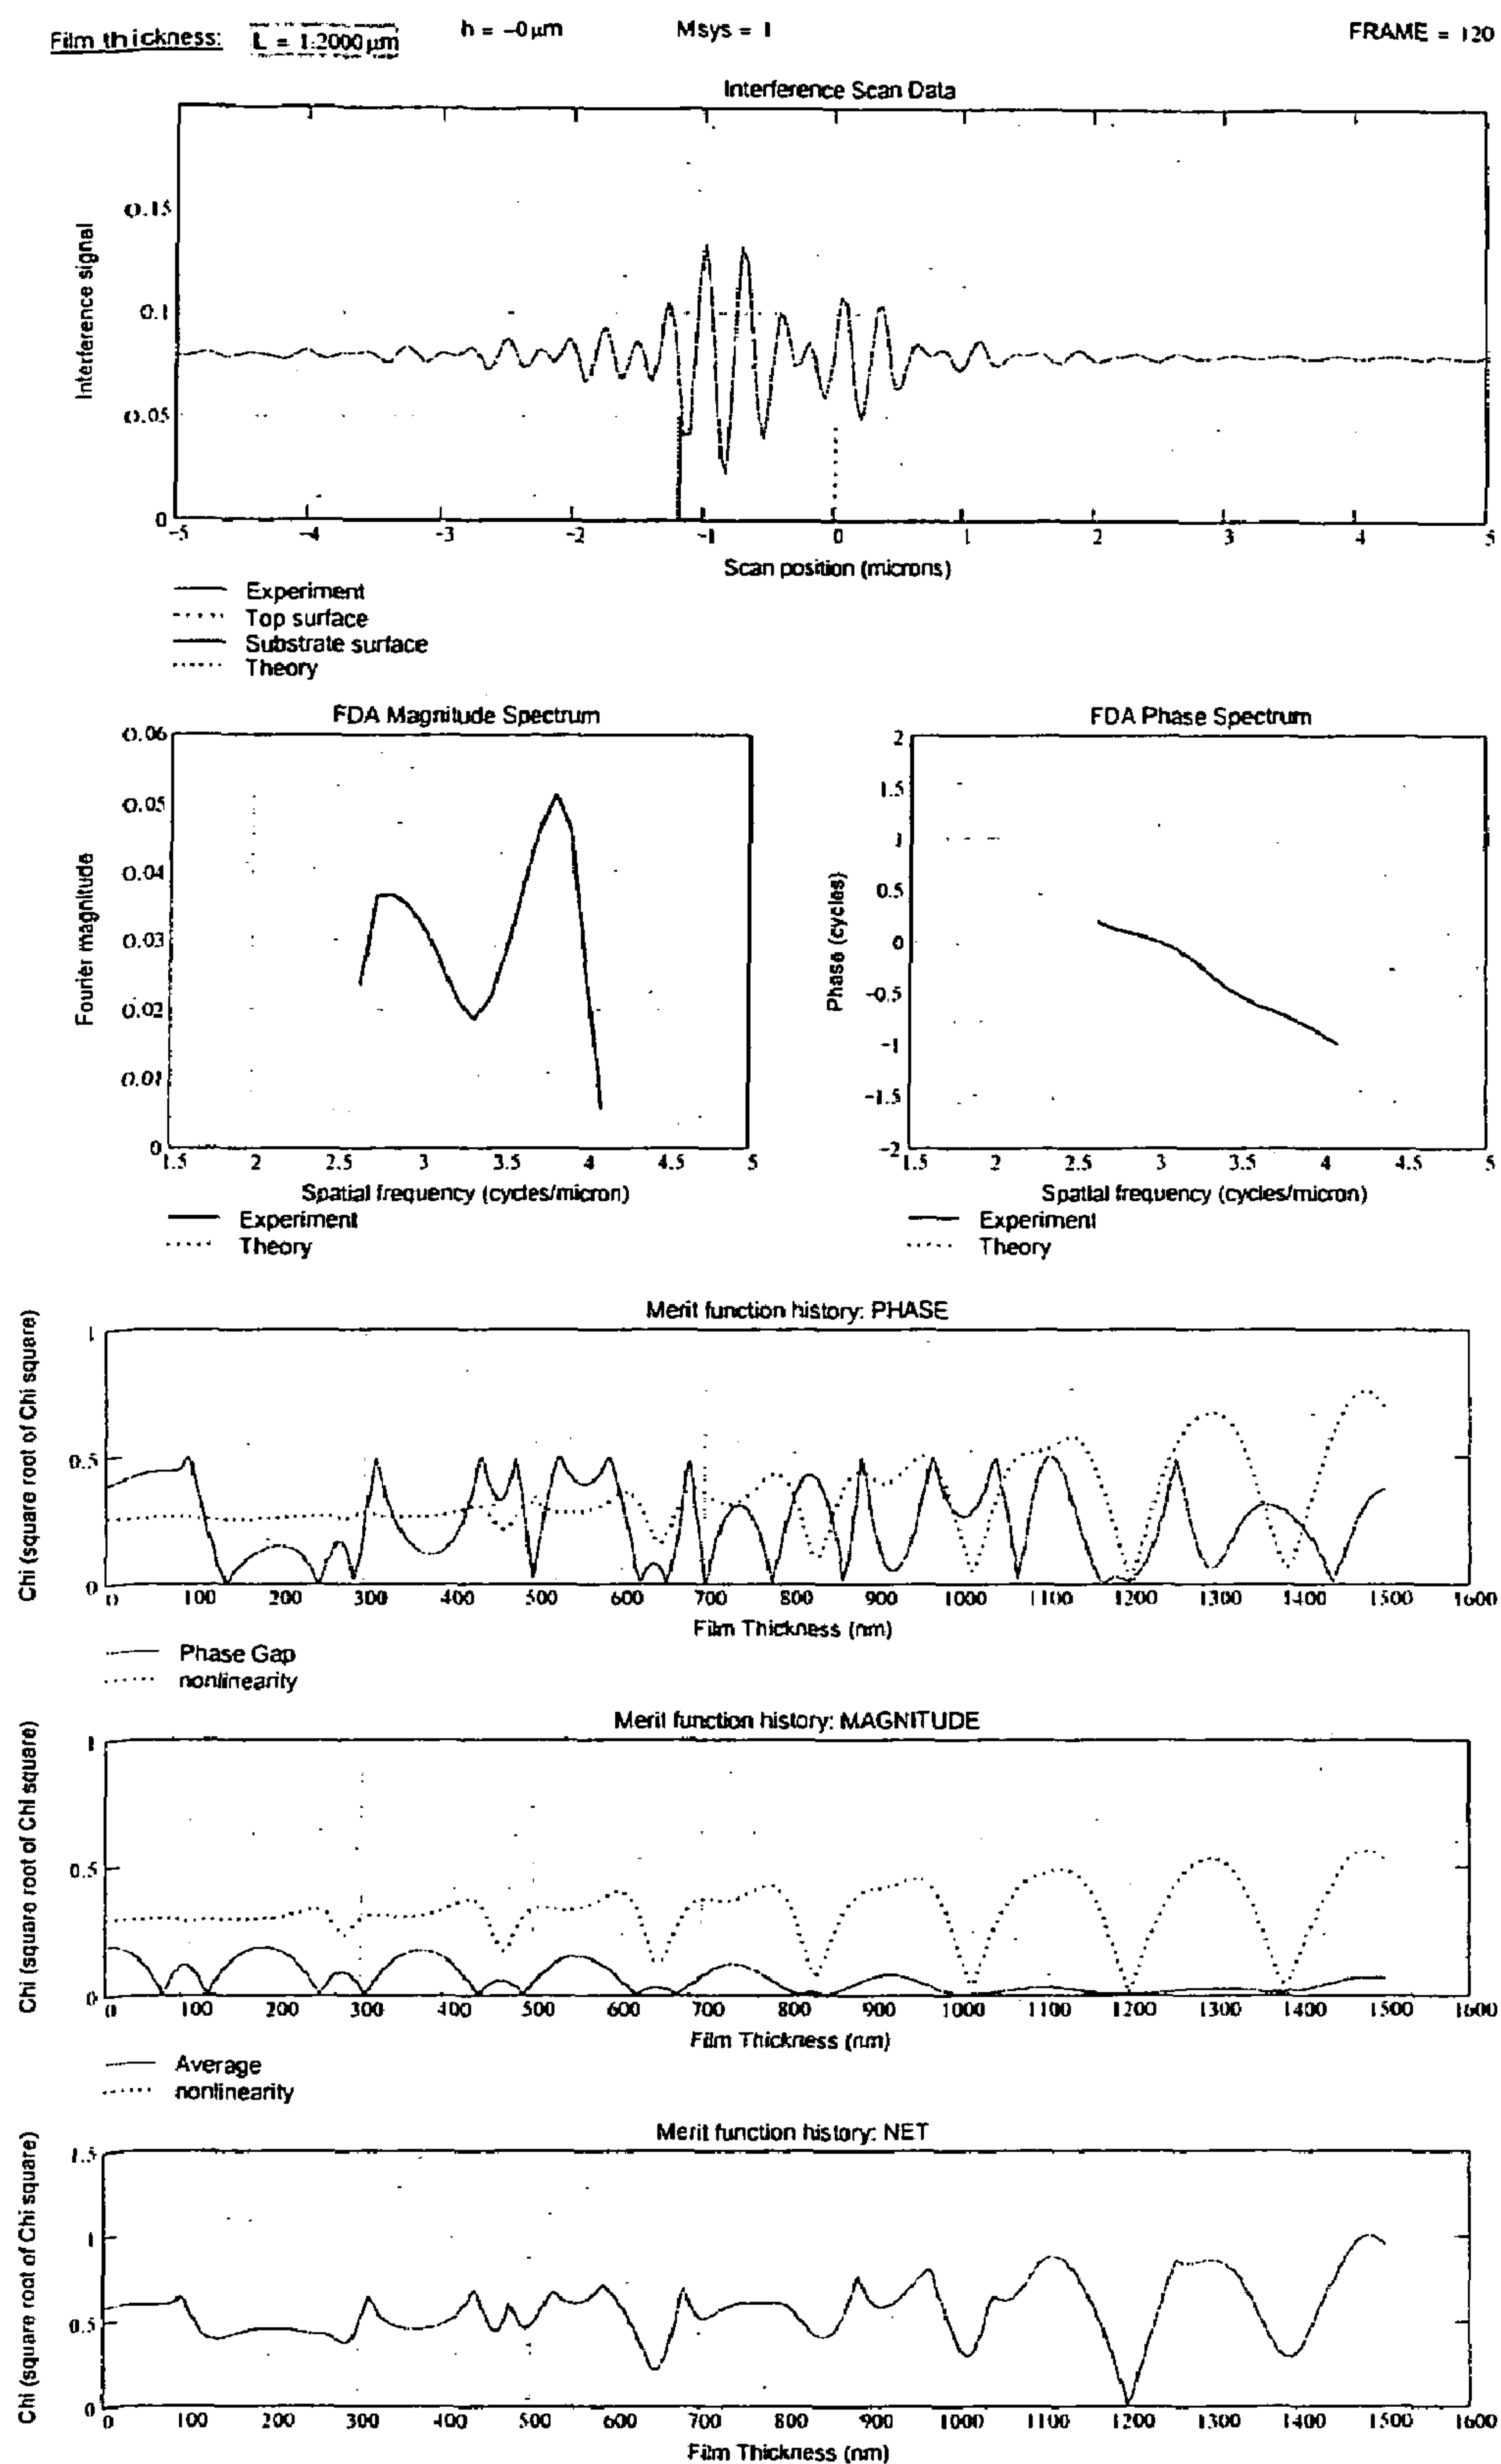 Film thickness: L = 1.2000 µm h = -0 µm Msys = 1 FRAME = 120
Interference Scan Data
Interference signal
0.15
0.1
0.05
0
-5 -4 -3 -2 -1 0 1 2 3 4 5
Scan position (microns)
Experiment
Top surface
Substrate surface
Theory
FDA Magnitude Spectrum
Fourier magnitude
0.06
0.05
0.04
0.03
0.02
0.01
0
1.5 2 2.5 3 3.5 4 4.5 5
Spatial frequency (cycles/micron)
Experiment
Theory
FDA Phase Spectrum
Phase (cycles)
2
1.5
1
0.5
0
-0.5
-1
-1.5
-2
1.5 2 2.5 3 3.5 4 4.5 5
Spatial frequency (cycles/micron)
Experiment
Theory
Merit function history: PHASE
Chi (square root of Chi square)
1
0.5
0
0 100 200 300 400 500 600 700 800 900 1000 1100 1200 1300 1400 1500 1600
Film Thickness (nm)
Phase Gap
nonlinearity
Merit function history: MAGNITUDE
Chi (square root of Chi square)
1
0.5
0
0 100 200 300 400 500 600 700 800 900 1000 1100 1200 1300 1400 1500 1600
Film Thickness (nm)
Average
nonlinearity
Merit function history: NET
Chi (square root of Chi square)
1.5
1
0.5
0
0 100 200 300 400 500 600 700 800 900 1000 1100 1200 1300 1400 1500 1600
Film Thickness (nm)